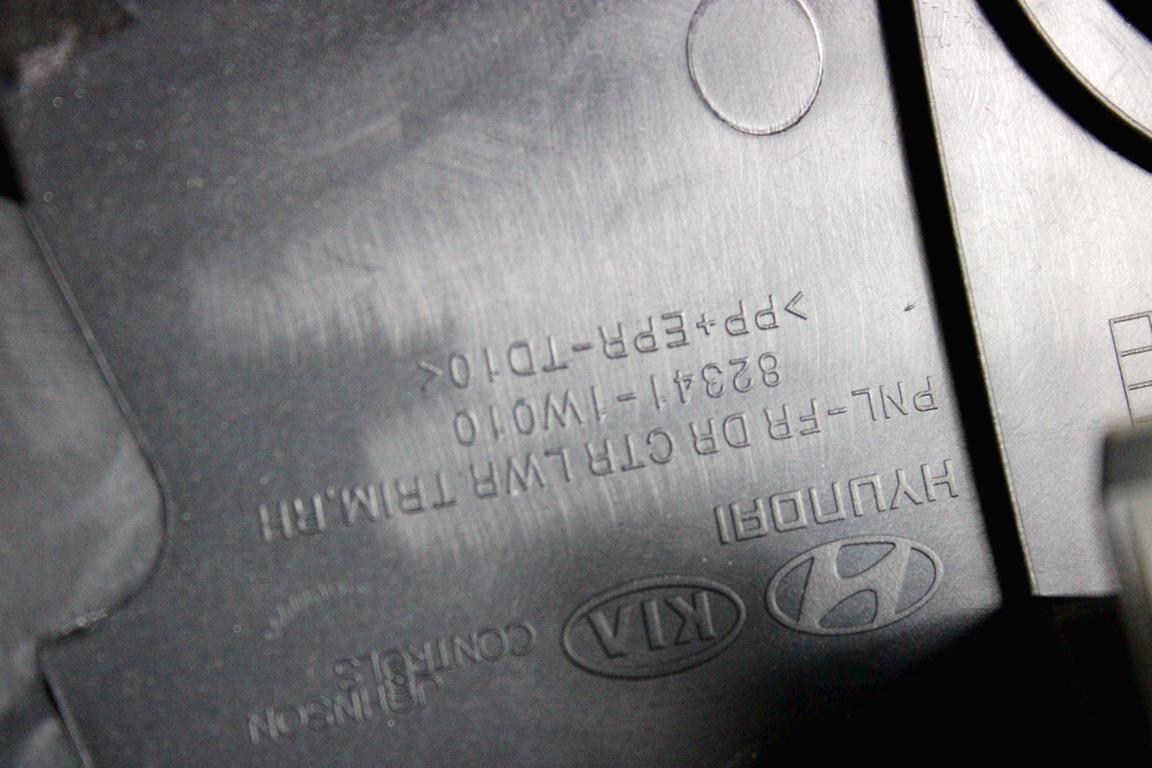 JOHNSON
CONTROLS
KIA
HYUNDAI
PNL-FR DR CTR LWR TRIM.RH
82341-1W010
>PP+EPR-TD10<